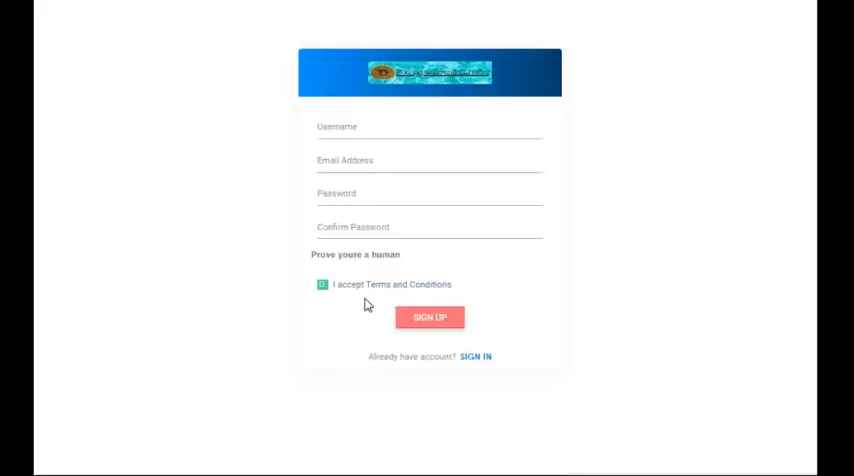 Username
Email Address
Password
Confirm Password
Prove youre a human
I accept Terms and Conditions
SIGN UP
Already have account? SIGN IN